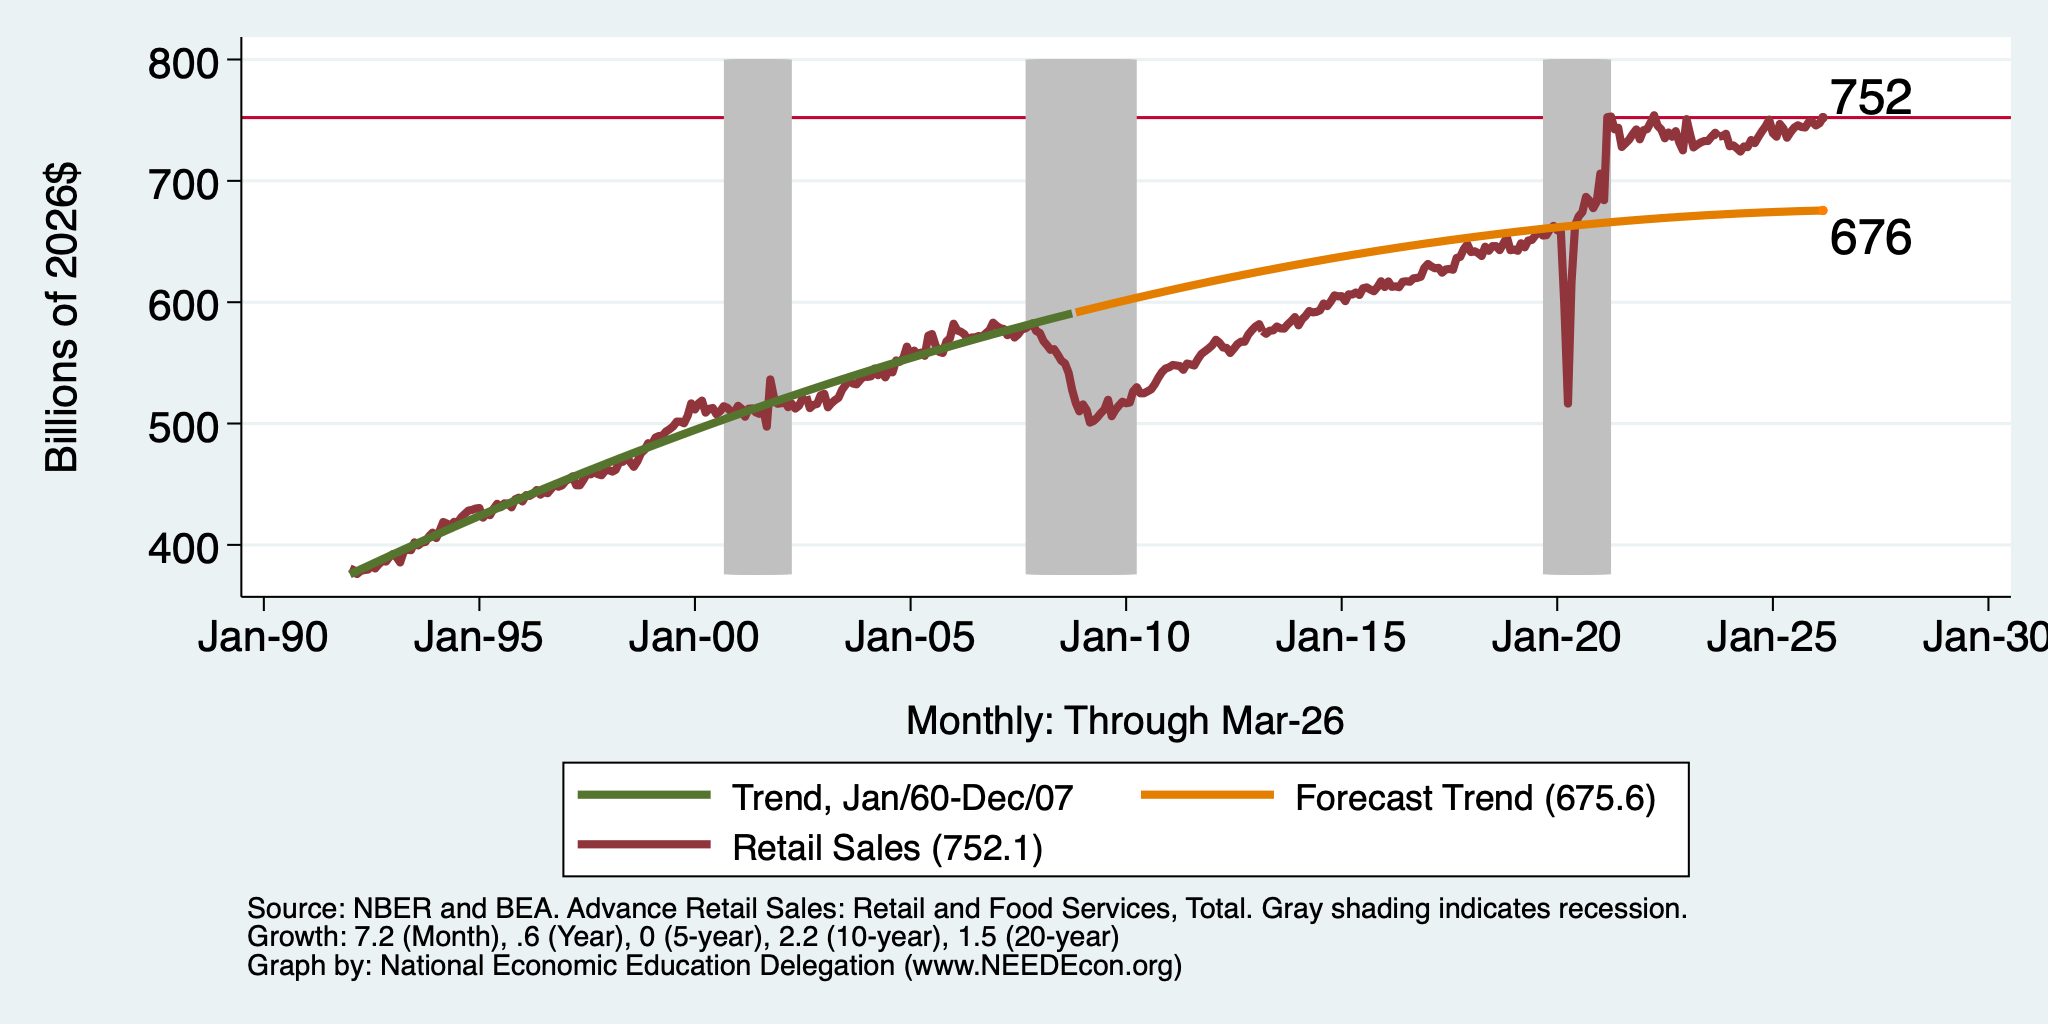 800
700
600
500
400
Billions of 2026$
752
676
Jan-90 Jan-95 Jan-00 Jan-05 Jan-10 Jan-15 Jan-20 Jan-25 Jan-30
Monthly: Through Mar-26
Trend, Jan/60-Dec/07 Forecast Trend (675.6)
Retail Sales (752.1)
Source: NBER and BEA. Advance Retail Sales: Retail and Food Services, Total. Gray shading indicates recession.
Growth: 7.2 (Month), .6 (Year), 0 (5-year), 2.2 (10-year), 1.5 (20-year)
Graph by: National Economic Education Delegation (www.NEEDEcon.org)